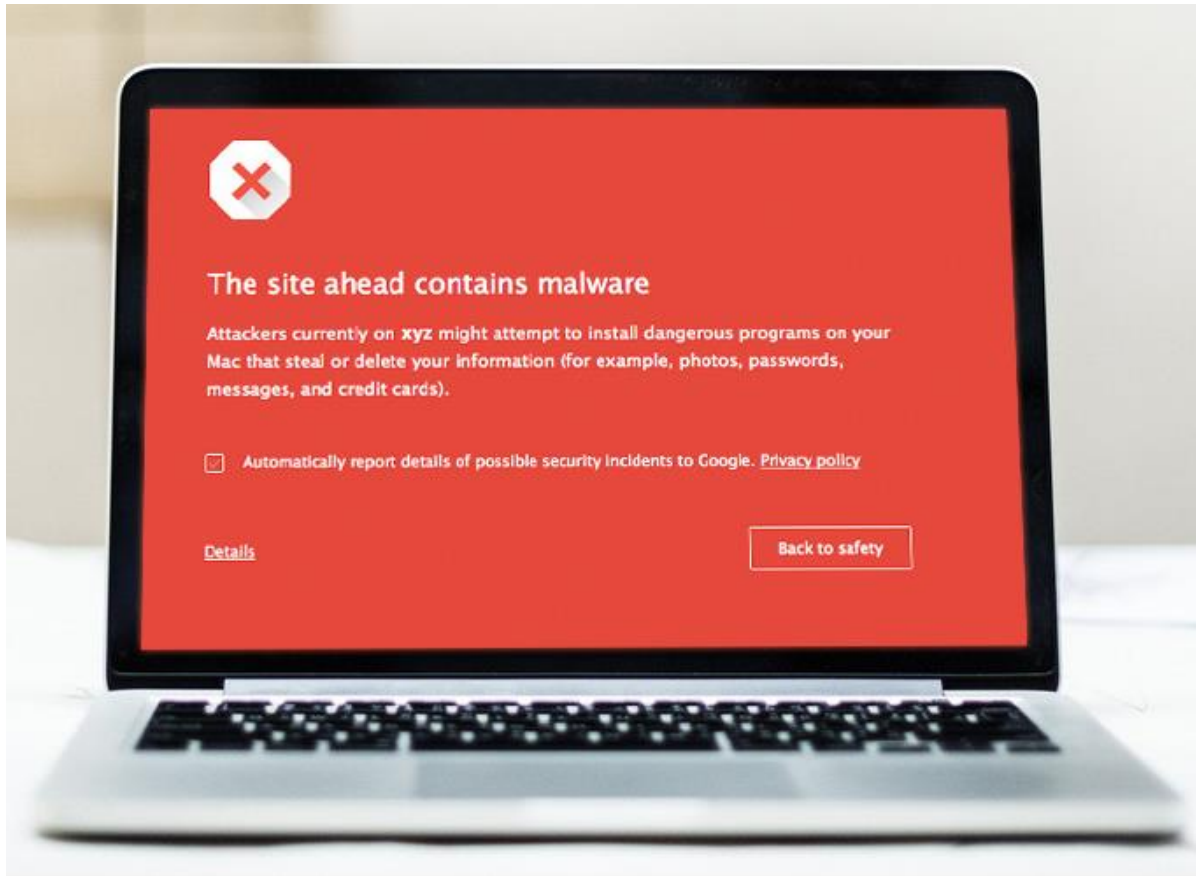 The site ahead contains malware
Attackers currently on xyz might attempt to install dangerous programs on your
Mac that steal or delete your information (for example, photos, passwords,
messages, and credit cards).
Automatically report details of possible security incidents to Google. Privacy policy
Details
Back to safety